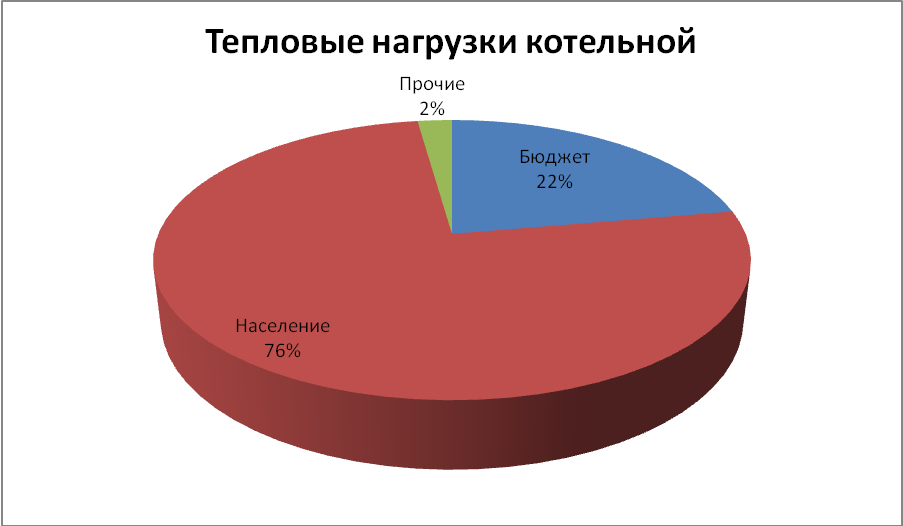 Тепловые нагрузки котельной
Прочие
2%
Бюджет
22%
Население
76%